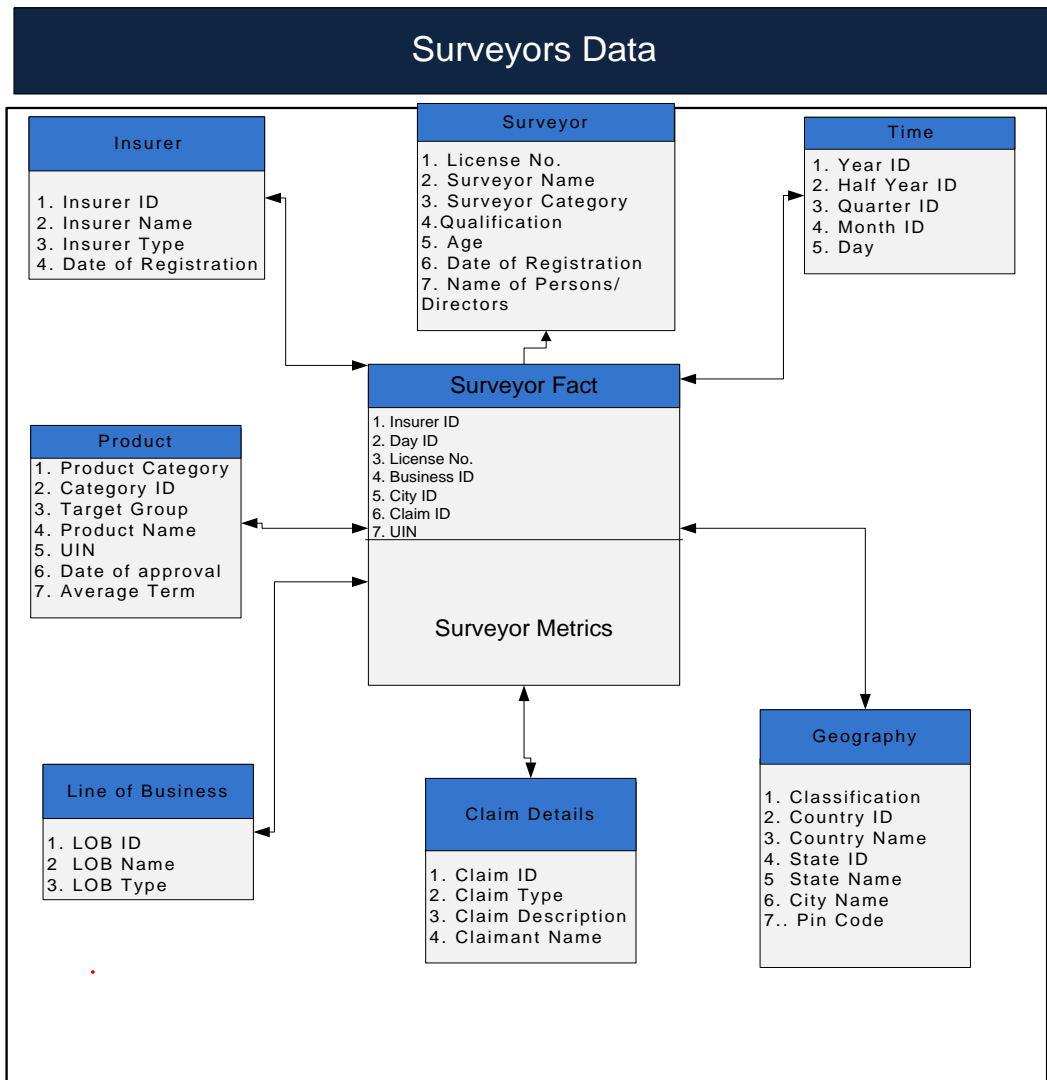 Surveyors Data
Insurer
1. Insurer ID
2. Insurer Name
3. Insurer Type
4. Date of Registration
Surveyor
1. License No.
2. Surveyor Name
3. Surveyor Category
4.Qualification
5. Age
6. Date of Registration
7. Name of Persons/
Directors
Time
1. Year ID
2. Half Year ID
3. Quarter ID
4. Month ID
5. Day
Surveyor Fact
1. Insurer ID
2. Day ID
3. License No.
4. Business ID
5. City ID
6. Claim ID
7. UIN
Surveyor Metrics
Product
1. Product Category
2. Category ID
3. Target Group
4. Product Name
5. UIN
6. Date of approval
7. Average Term
Line of Business
1. LOB ID
2 LOB Name
3. LOB Type
Claim Details
1. Claim ID
2. Claim Type
3. Claim Description
4. Claimant Name
Geography
1. Classification
2. Country ID
3. Country Name
4. State ID
5 State Name
6. City Name
7.. Pin Code